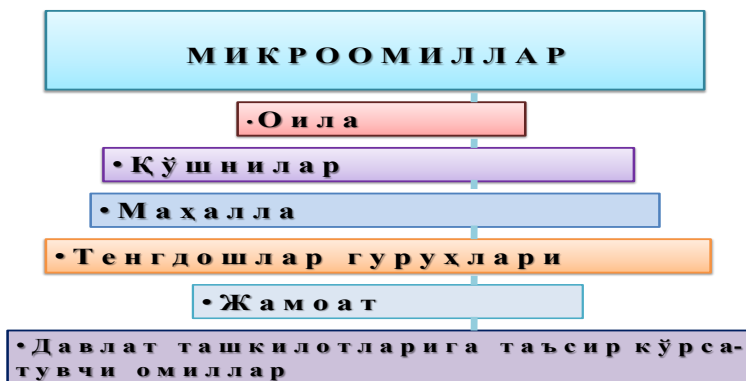 МИКРООМИЛЛАР
•Оила
•Қўшнилар
•Маҳалла
•Тенгдошлар гуруҳлари
•Жамоат
•Давлат ташкилотларига таъсир кўрса-
тувчи омиллар